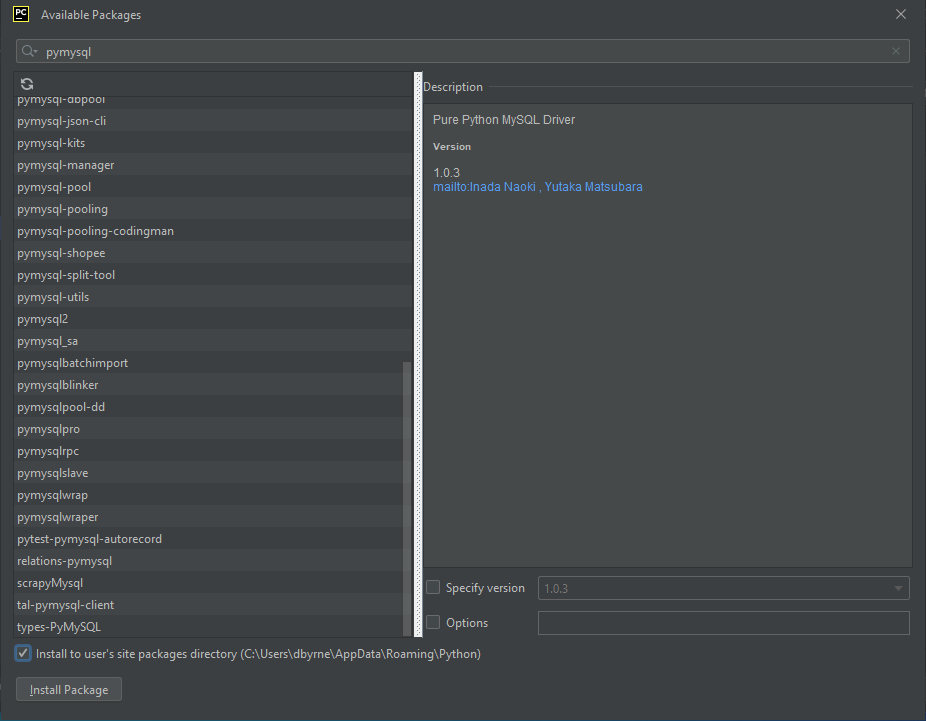 PC
Available Packages
pymysql
pymysql-dbpool
pymysql-json-cli
pymysql-kits
pymysql-manager
pymysql-pool
pymysql-pooling
pymysql-pooling-codingman
pymysql-shopee
pymysql-split-tool
pymysql-utils
pymysql2
pymysql_sa
pymysqlbatchimport
pymysqlblinker
pymysqlpool-dd
pymysqlpro
pymysqlrpc
pymysqlslave
pymysqlwrap
pymysqlwraper
pytest-pymysql-autorecord
relations-pymysql
scrapyMysql
tal-pymysql-client
types-PyMySQL
Description
Pure Python MySQL Driver
Version
1.0.3
mailto:Inada Naoki , Yutaka Matsubara
Specify version 1.0.3
Options
Install to user's site packages directory (C:\Users\dbyrne\AppData\Roaming\Python)
Install Package